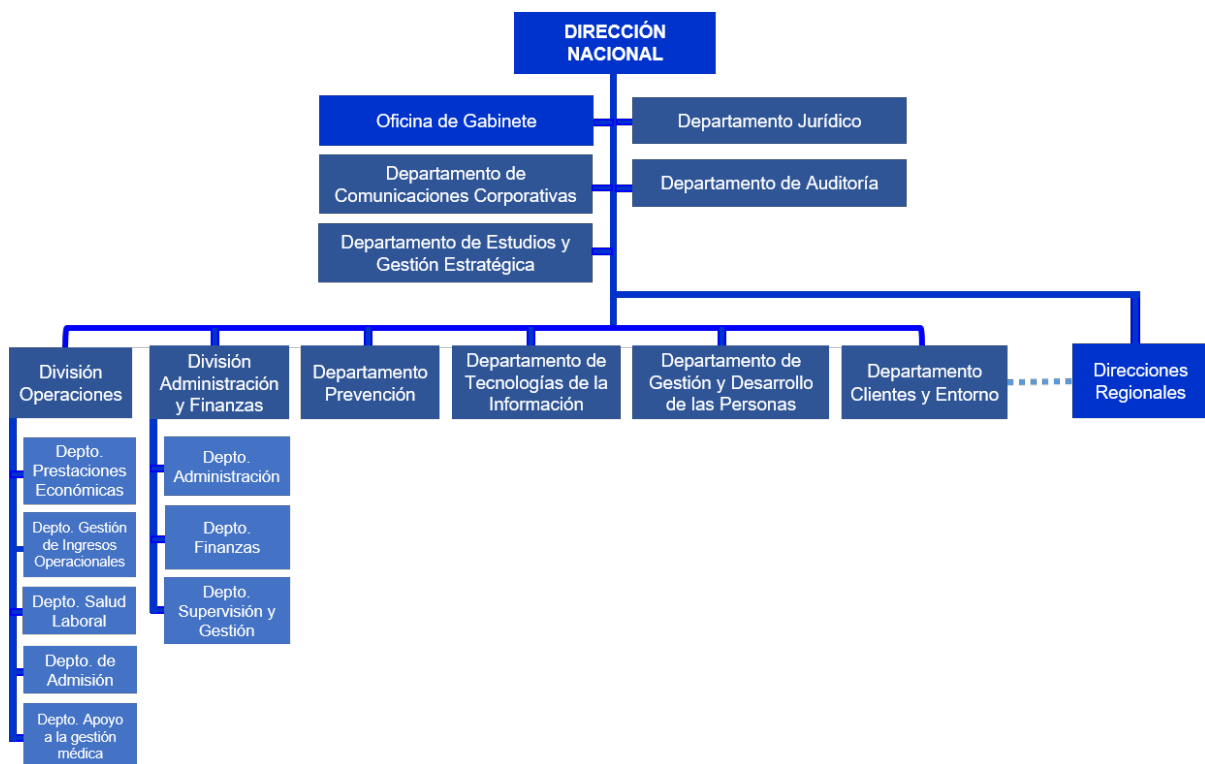 DIRECCIÓN
NACIONAL
Oficina de Gabinete
Departamento Jurídico
Departamento de
Comunicaciones Corporativas
Departamento de Auditoría
Departamento de Estudios y
Gestión Estratégica
División
Operaciones
División
Administración
y Finanzas
Departamento
Prevención
Departamento de
Tecnologías de la
Información
Departamento de
Gestión y Desarrollo
de las Personas
Departamento
Clientes y Entorno
Direcciones
Regionales
Depto.
Prestaciones
Económicas
Depto. Gestión
de Ingresos
Operacionales
Depto. Salud
Laboral
Depto. de
Admisión
Depto. Apoyo
a la gestión
médica
Depto.
Administración
Depto.
Finanzas
Depto.
Supervisión y
Gestión